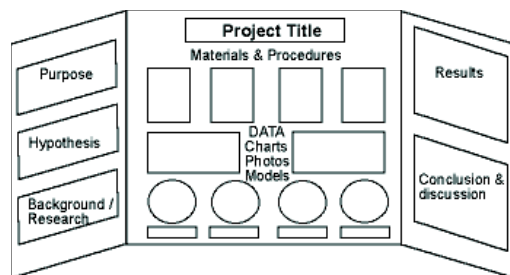 Project Title
Materials & Procedures
Purpose
Hypothesis
Background /
Research
DATA
Charts
Photos
Models
Results
Conclusion &
discussion